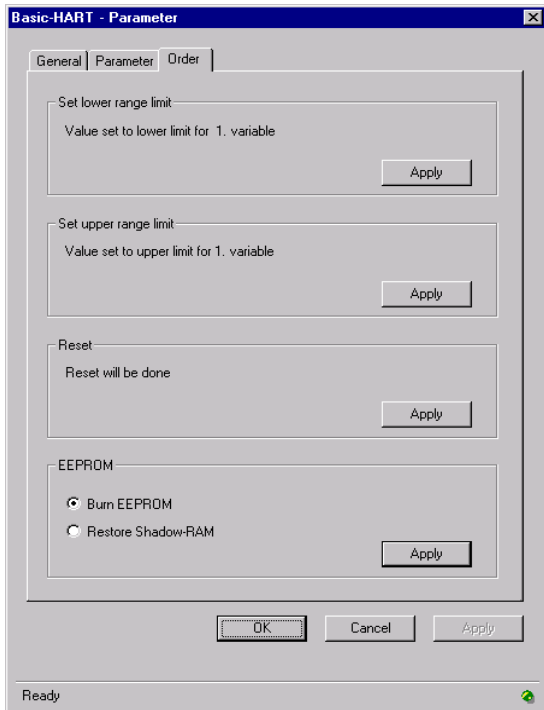 Basic-HART - Parameter
General Parameter Order
Set lower range limit
Value set to lower limit for 1. variable
Apply
Set upper range limit
Value set to upper limit for 1. variable
Apply
Reset
Reset will be done
Apply
EEPROM
Burn EEPROM
Restore Shadow-RAM
Apply
OK Cancel Apply
Ready